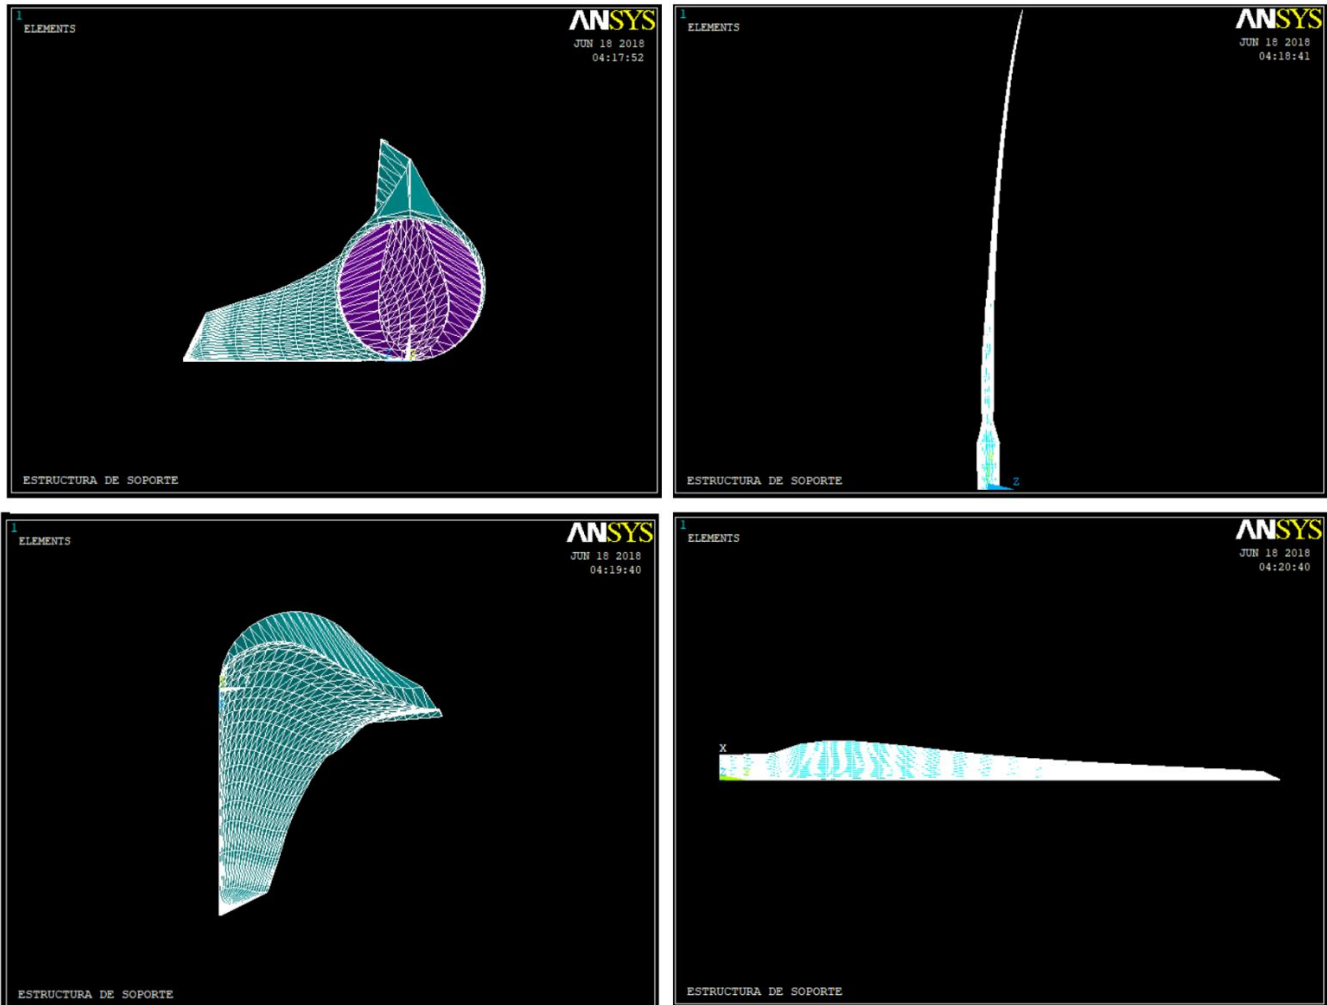 1
ELEMENTS
ANSYS
JUN 18 2018
04:17:52
ESTRUCTURA DE SOPORTE
1
ELEMENTS
ANSYS
JUN 18 2018
04:18:41
Z
ESTRUCTURA DE SOPORTE
1
ELEMENTS
ANSYS
JUN 18 2018
04:19:40
ESTRUCTURA DE SOPORTE
1
ELEMENTS
ANSYS
JUN 18 2018
04:20:40
X
ESTRUCTURA DE SOPORTE